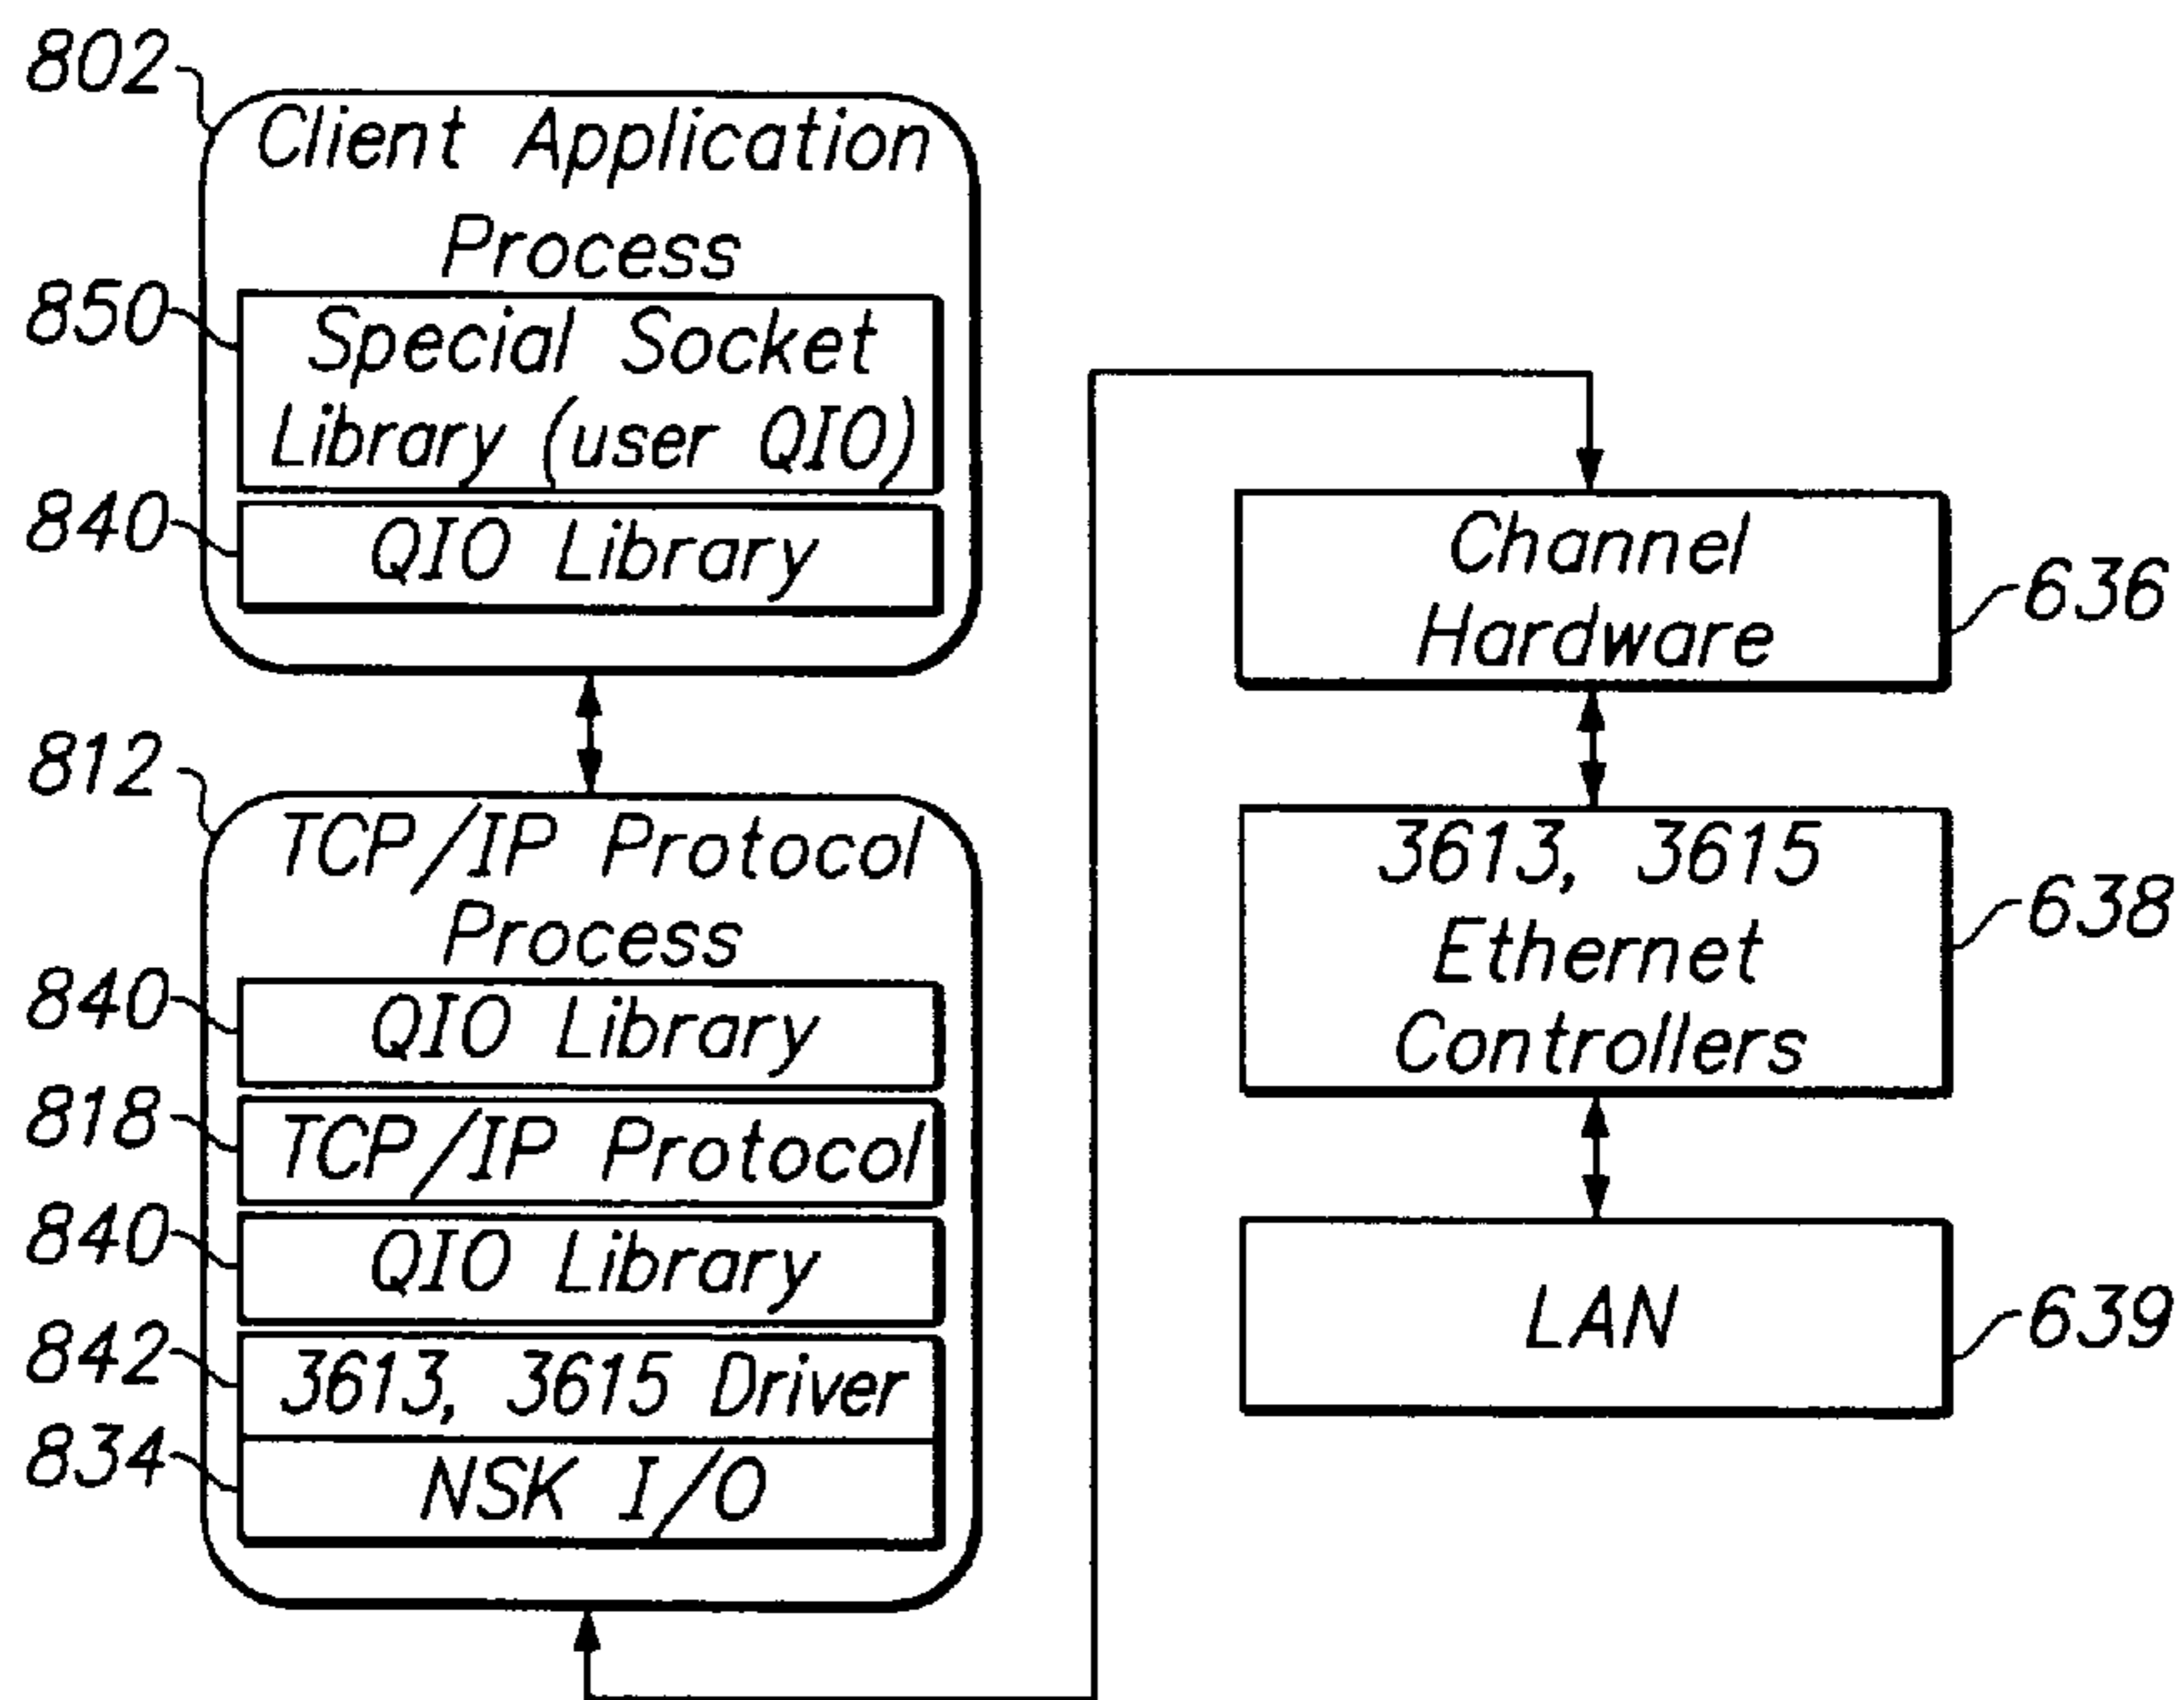 802
Client Application
Process
850
Special Socket
Library (user QIO)
840
QIO Library
812
TCP/IP Protocol
Process
840
QIO Library
818
TCP/IP Protocol
840
QIO Library
842
3613, 3615 Driver
834
NSK I/O
Channel
Hardware
636
3613, 3615
Ethernet
Controllers
638
LAN
639